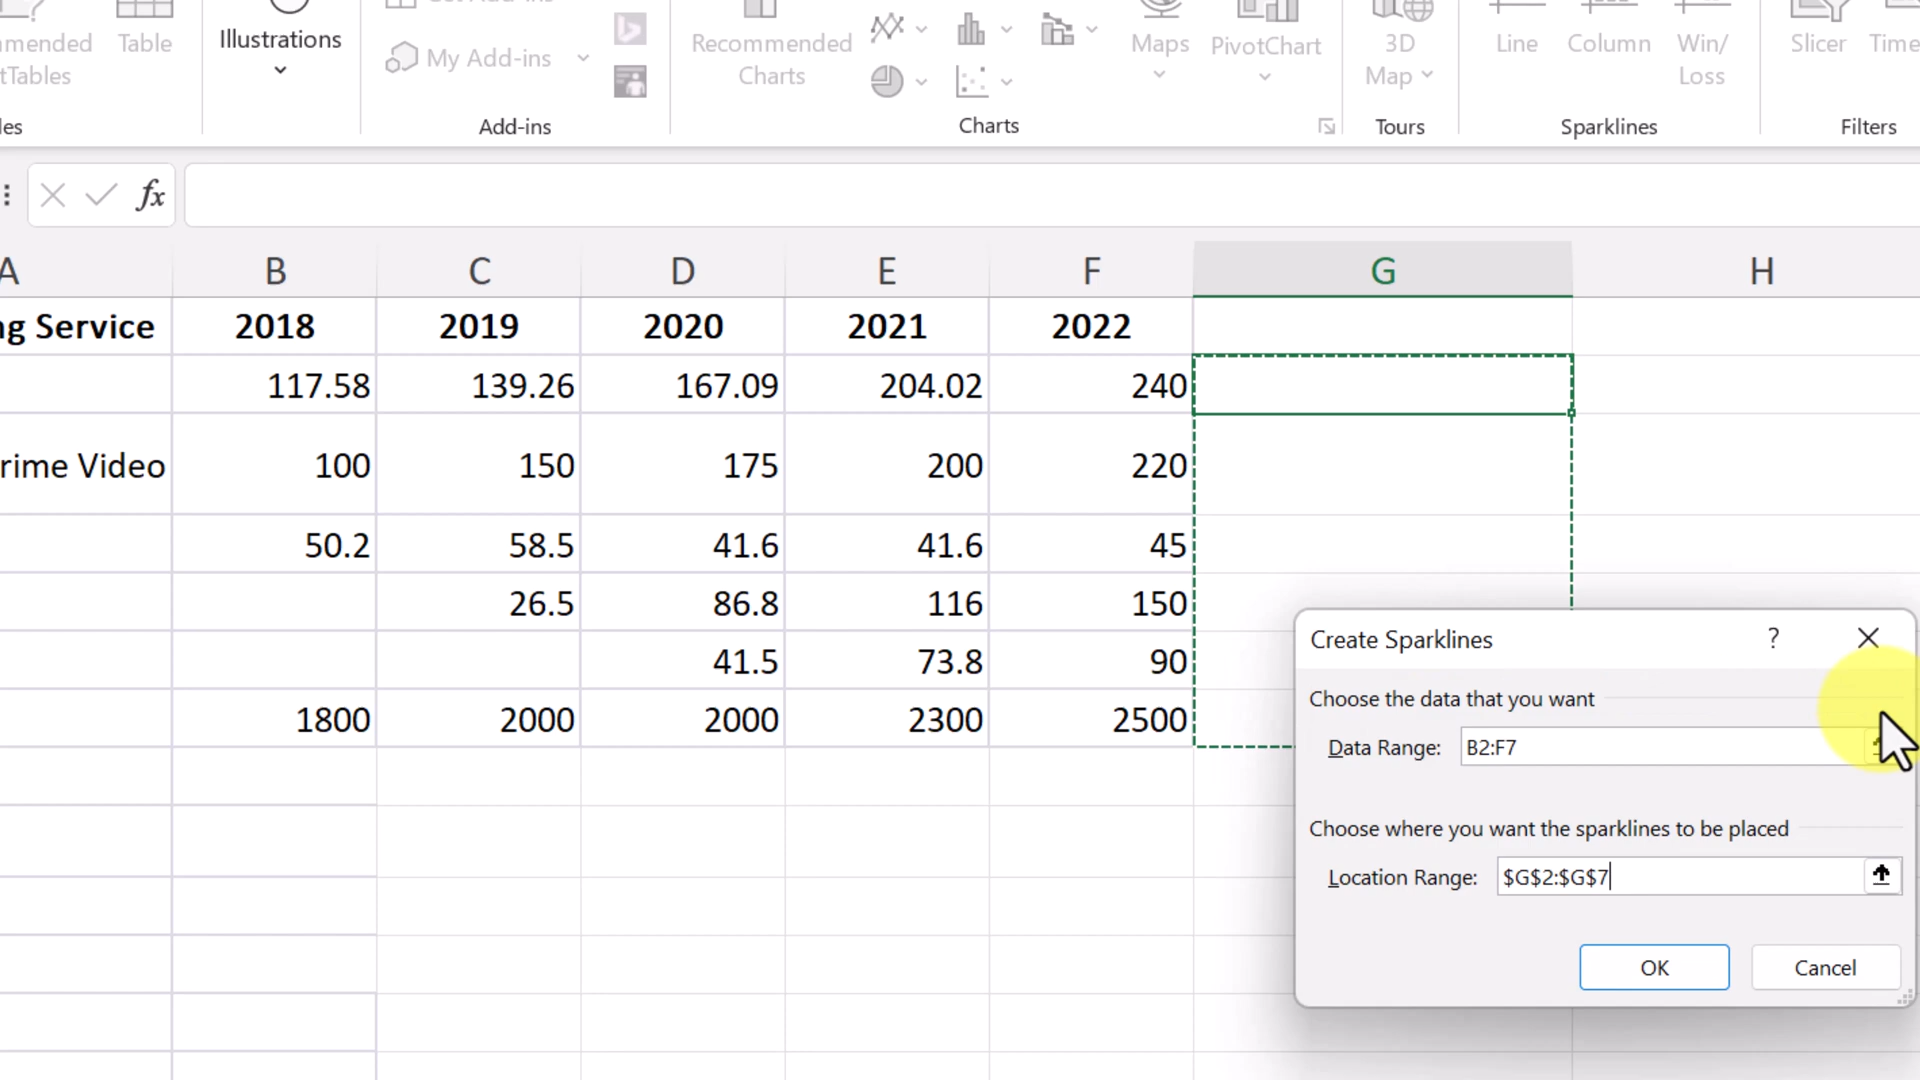 mmended
tTables
Table
Illustrations
My Add-ins
Recommended
Charts
Maps
PivotChart
3D
Map
Line
Column
Win/
Loss
Slicer
Time
les
Add-ins
Charts
Tours
Sparklines
Filters
fx
A B C D E F G H
ng Service 2018 2019 2020 2021 2022
117.58 139.26 167.09 204.02 240
rime Video 100 150 175 200 220
50.2 58.5 41.6 41.6 45
26.5 86.8 116 150
41.5 73.8 90
1800 2000 2000 2300 2500
Create Sparklines ?
Choose the data that you want
Data Range: B2:F7
Choose where you want the sparklines to be placed
Location Range: $G$2:$G$7
OK Cancel